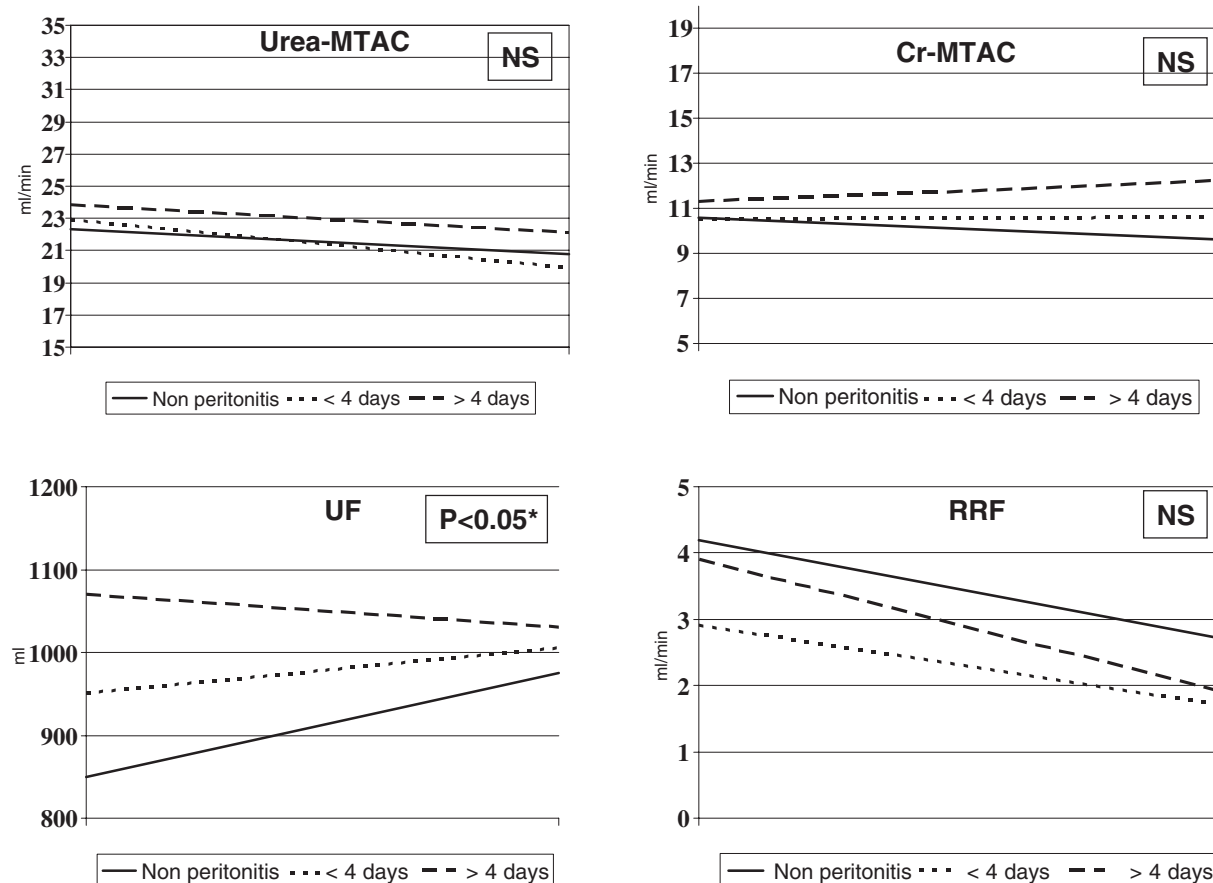 Urea-MTAC
NS
35
33
31
29
27
25
23
21
19
17
15
ml/min
Non peritonitis < 4 days > 4 days
Cr-MTAC
NS
19
17
15
13
11
9
7
5
ml/min
Non peritonitis < 4 days > 4 days
UF
P<0.05*
1200
1100
1000
900
800
ml
Non peritonitis < 4 days > 4 days
RRF
NS
5
4
3
2
1
0
ml/min
Non peritonitis < 4 days > 4 days